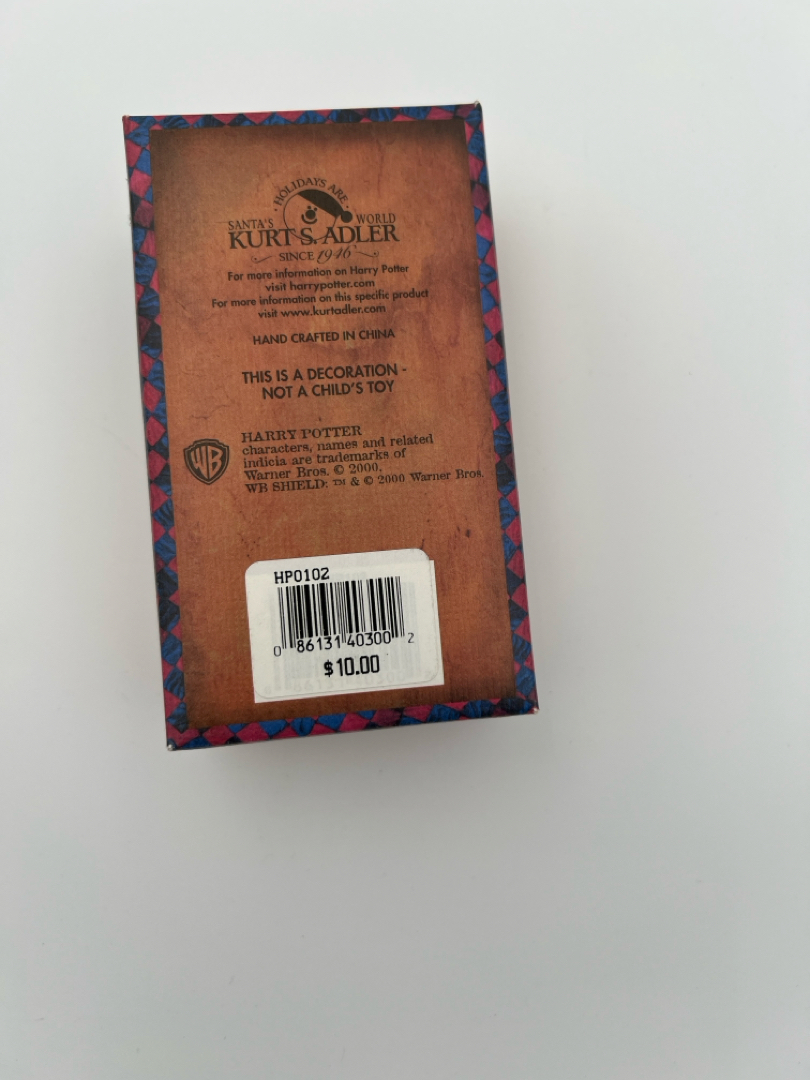 · HOLIDAYS ARE ·
SANTA'S WORLD
KURT S. ADLER
SINCE 1946
For more information on Harry Potter
visit harrypotter.com
For more information on this specific product
visit www.kurtadler.com
HAND CRAFTED IN CHINA
THIS IS A DECORATION -
NOT A CHILD'S TOY
WB
HARRY POTTER
characters, names and related
indicia are trademarks of
Warner Bros. © 2000.
WB SHIELD: ™ & © 2000 Warner Bros.
HP0102
0 86131 40300 2
$10.00